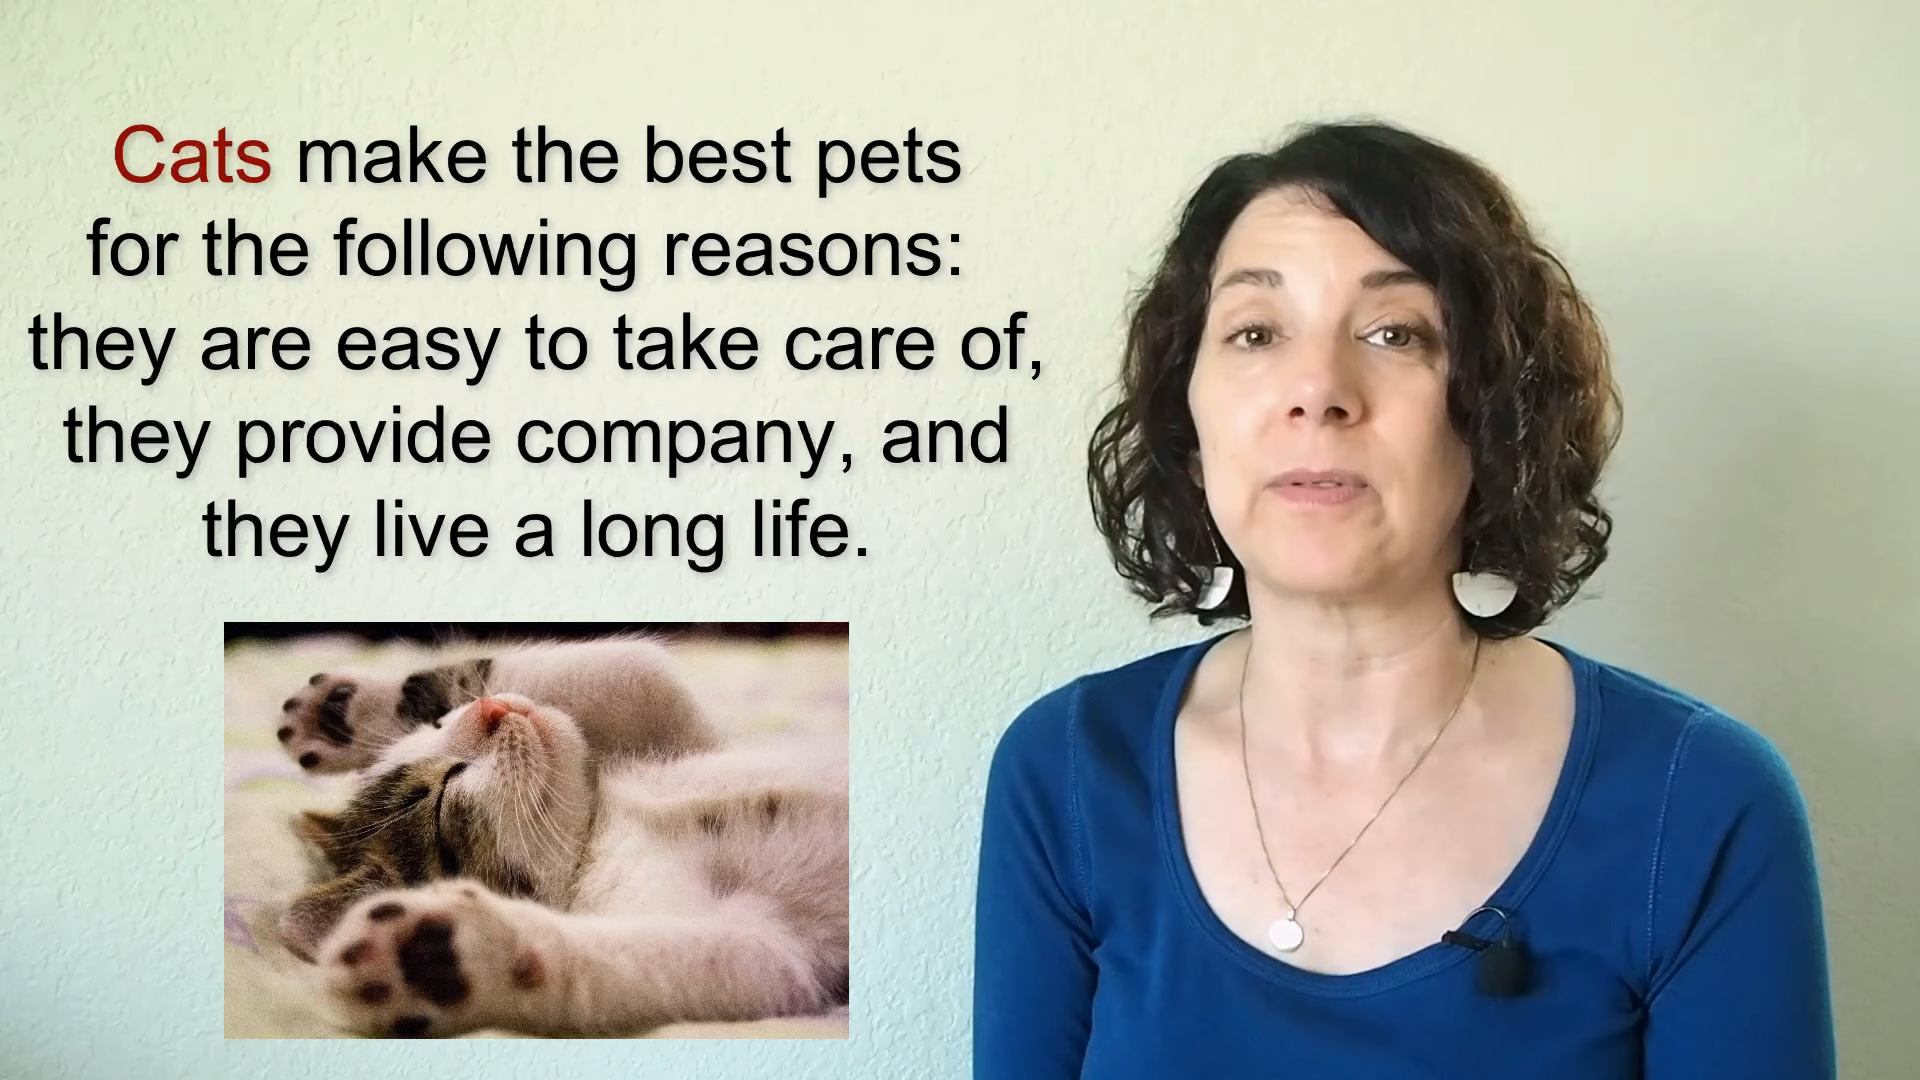 Cats make the best pets
for the following reasons:
they are easy to take care of,
they provide company, and
they live a long life.